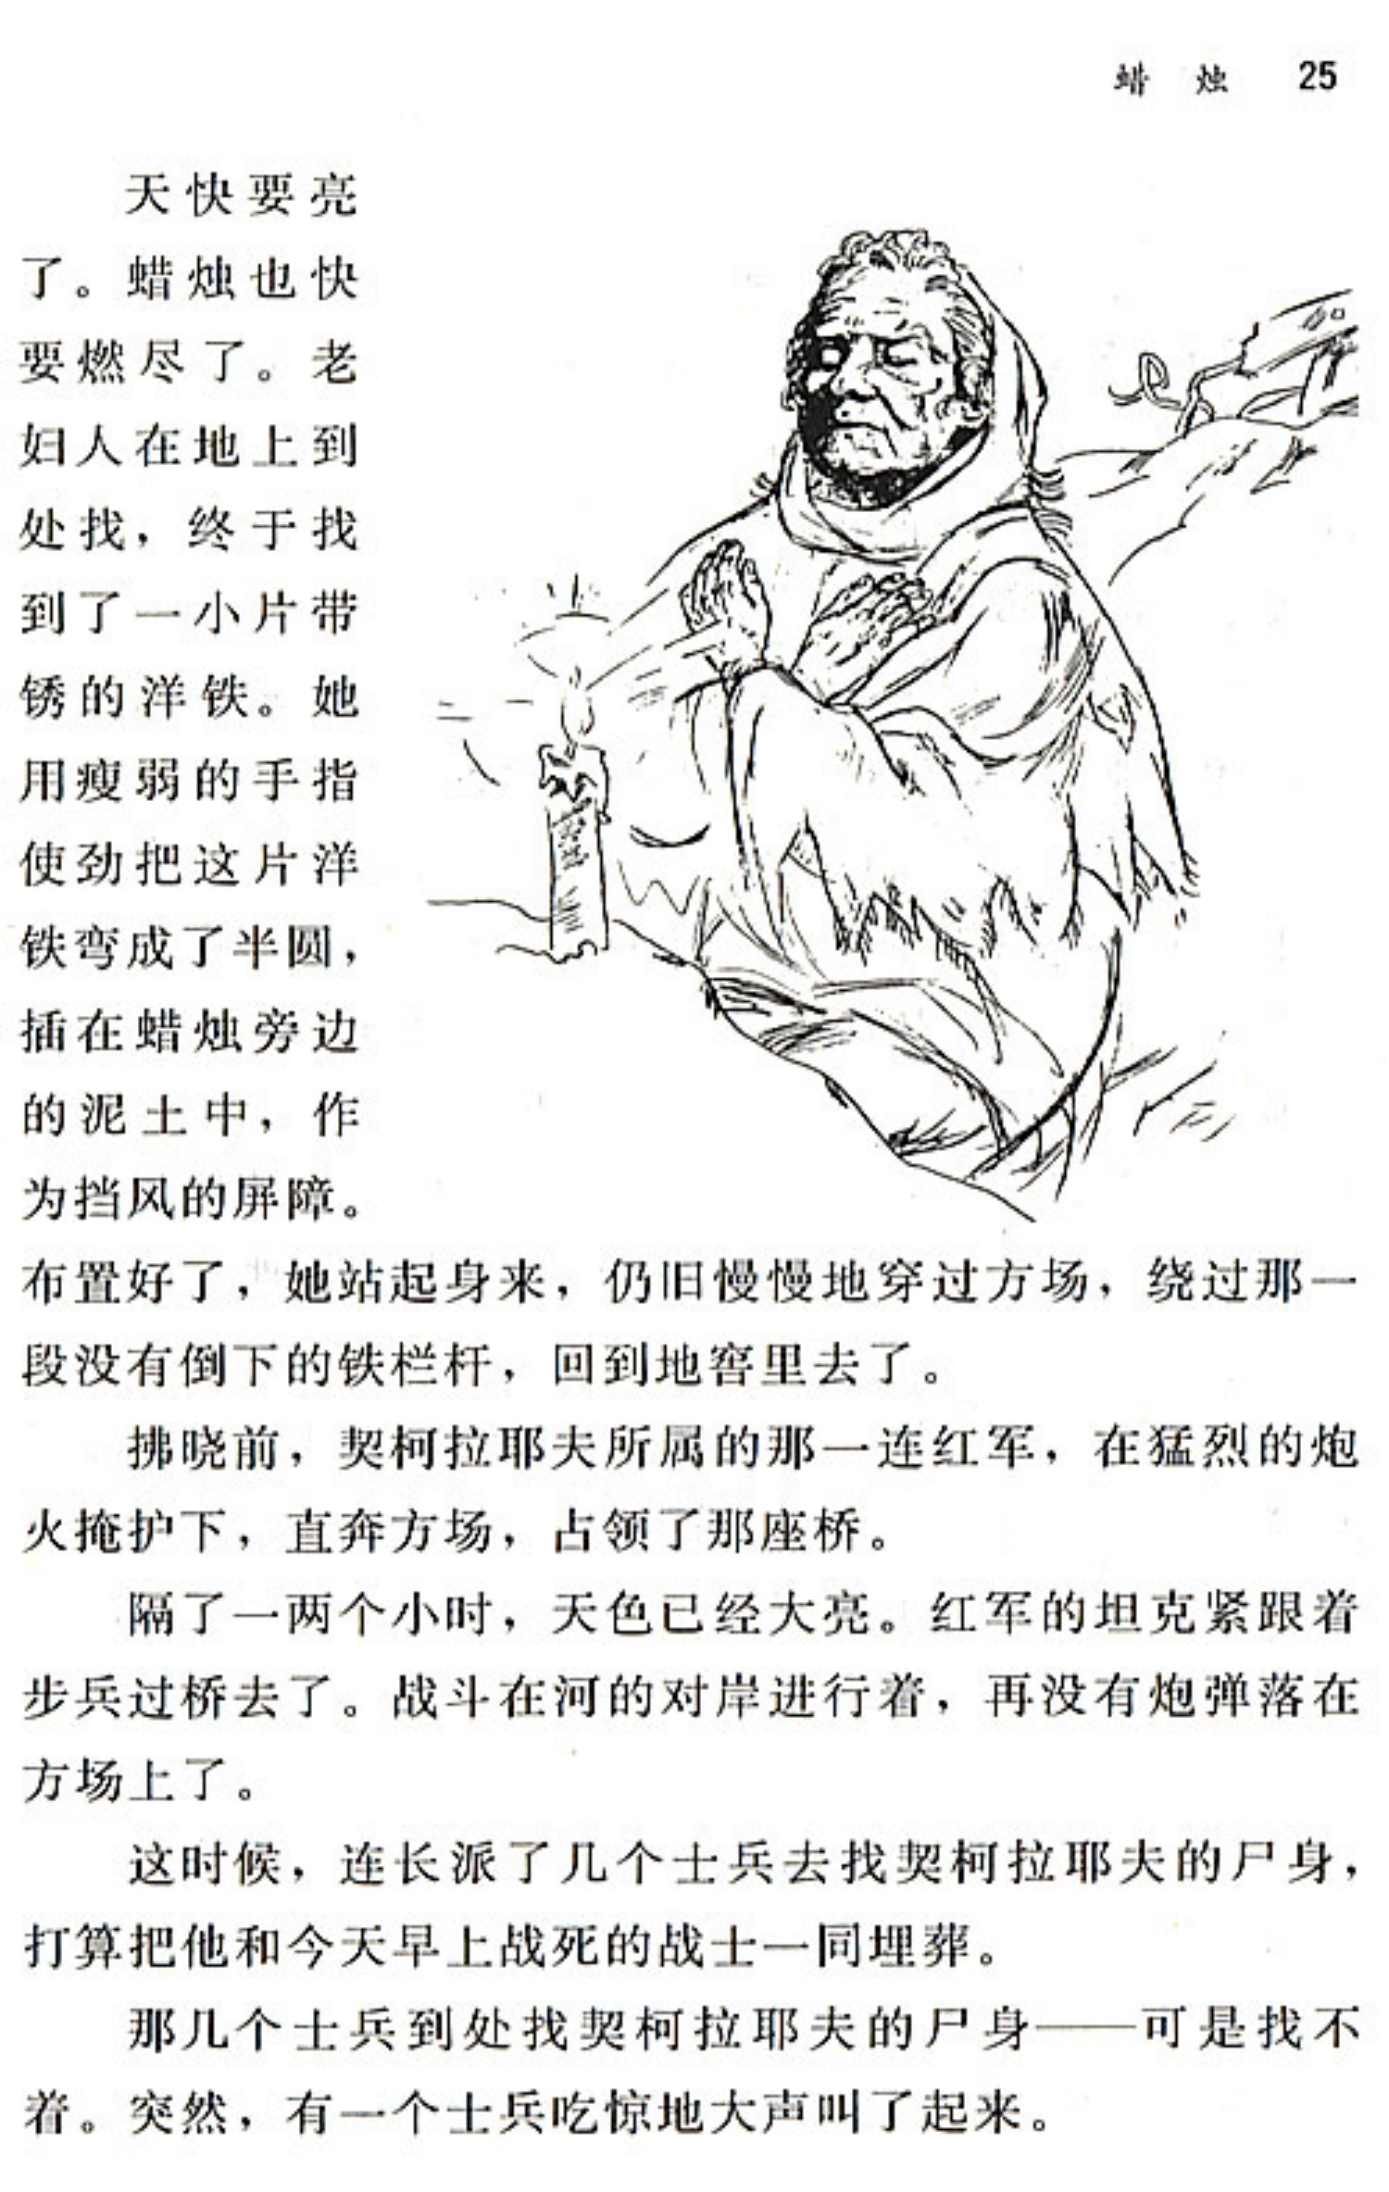 蜡 烛 25
天快要亮
了。蜡烛也快
要燃尽了。老
妇人在地上到
处找，终于找
到了一小片带
锈的洋铁。她
用瘦弱的手指
使劲把这片洋
铁弯成了半圆，
插在蜡烛旁边
的泥土中，作
为挡风的屏障。
布置好了，她站起身来，仍旧慢慢地穿过方场，绕过那一
段没有倒下的铁栏杆，回到地窖里去了。
拂晓前，契柯拉耶夫所属的那一连红军，在猛烈的炮
火掩护下，直奔方场，占领了那座桥。
隔了一两个小时，天色已经大亮。红军的坦克紧跟着
步兵过桥去了。战斗在河的对岸进行着，再没有炮弹落在
方场上了。
这时候，连长派了几个士兵去找契柯拉耶夫的尸身，
打算把他和今天早上战死的战士一同埋葬。
那几个士兵到处找契柯拉耶夫的尸身——可是找不
着。突然，有一个士兵吃惊地大声叫了起来。